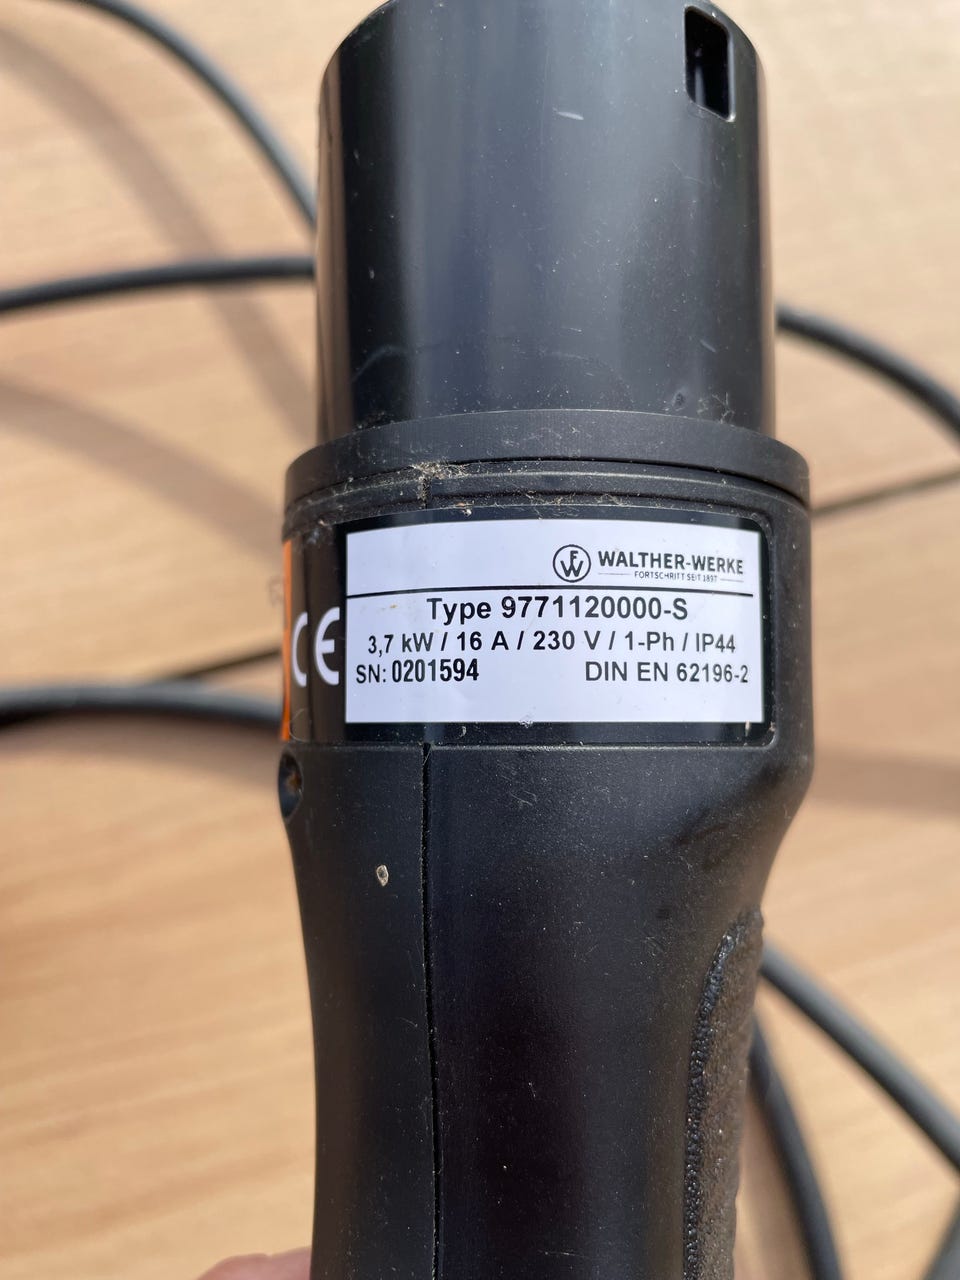 WALTHER-WERKE
FORTSCHRITT SEIT 1897
Type 9771120000-S
3,7 kW / 16 A / 230 V / 1-Ph / IP44
SN: 0201594 DIN EN 62196-2
CE